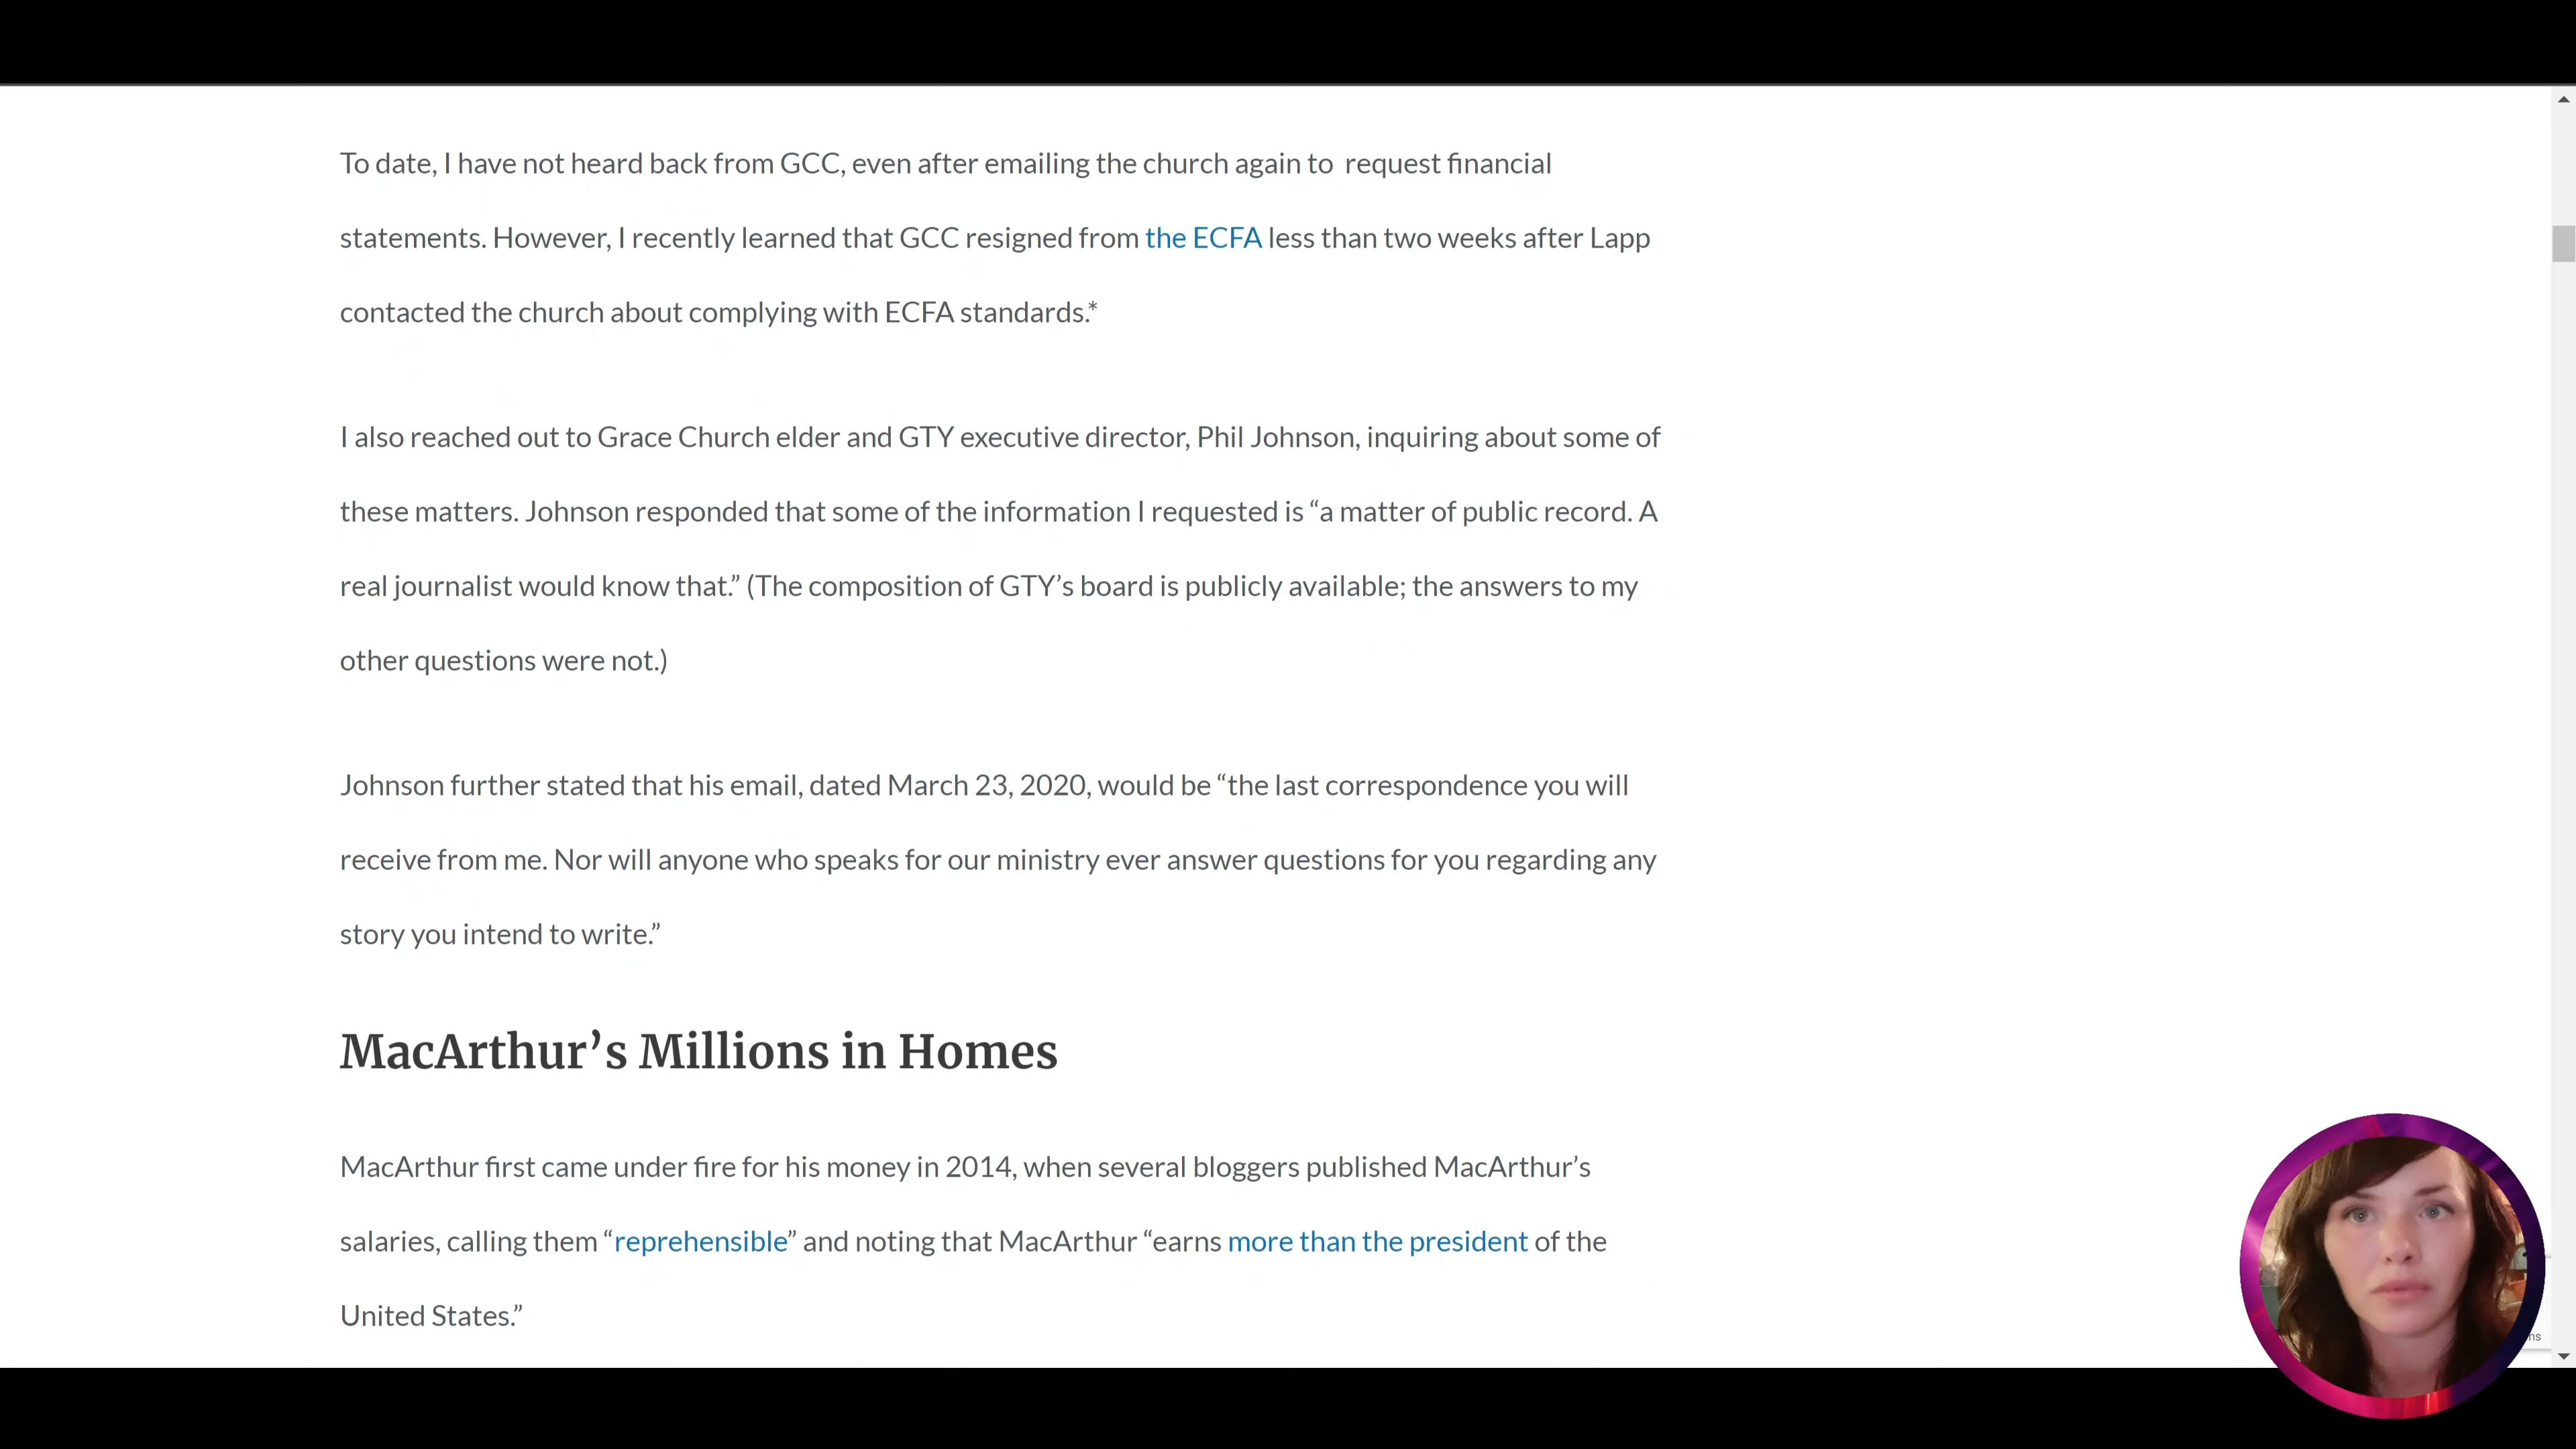 To date, I have not heard back from GCC, even after emailing the church again to request financial
statements. However, I recently learned that GCC resigned from the ECFA less than two weeks after Lapp
contacted the church about complying with ECFA standards.*
I also reached out to Grace Church elder and GTY executive director, Phil Johnson, inquiring about some of
these matters. Johnson responded that some of the information I requested is “a matter of public record. A
real journalist would know that.” (The composition of GTY’s board is publicly available; the answers to my
other questions were not.)
Johnson further stated that his email, dated March 23, 2020, would be “the last correspondence you will
receive from me. Nor will anyone who speaks for our ministry ever answer questions for you regarding any
story you intend to write.”
MacArthur’s Millions in Homes
MacArthur first came under fire for his money in 2014, when several bloggers published MacArthur’s
salaries, calling them “reprehensible” and noting that MacArthur “earns more than the president of the
United States.”